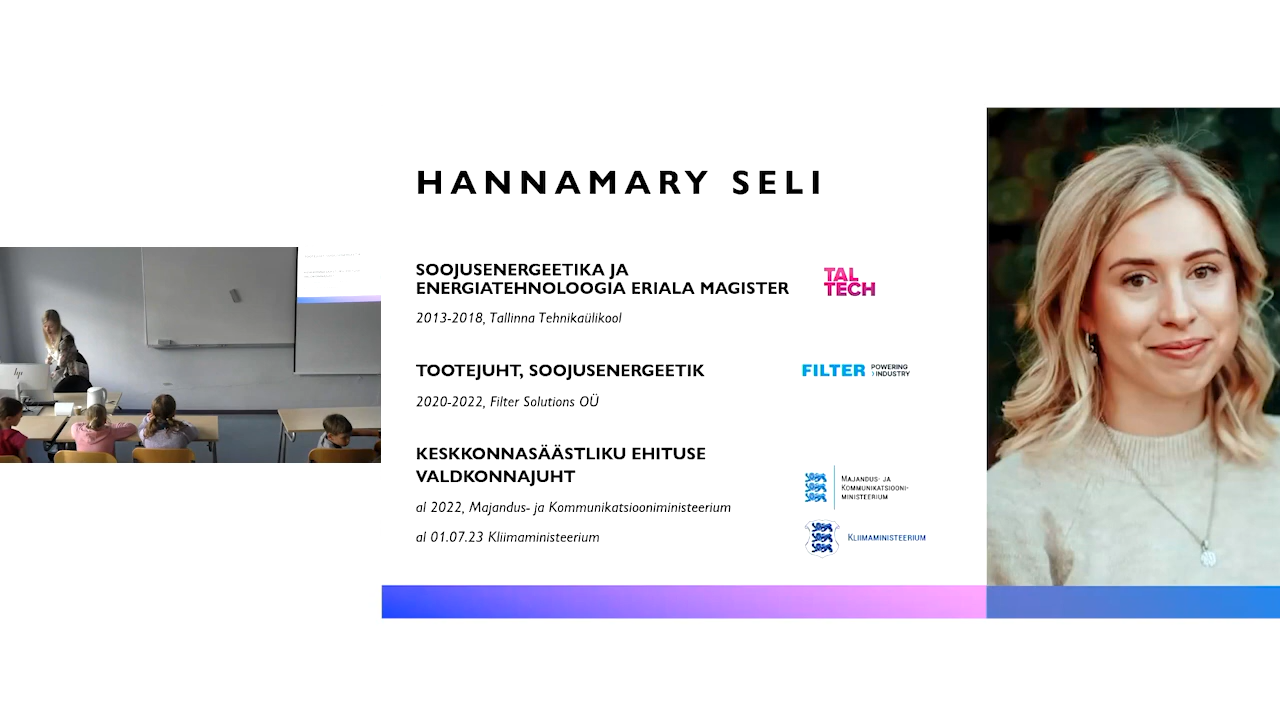 HANNAMARY SELI
SOOJUSENERGEETIKA JA
ENERGIATEHNOLOOGIA ERIALA MAGISTER
TAL
TECH
2013-2018, Tallinna Tehnikaülikool
TOOTEJUHT, SOOJUSENERGEETIK
FILTER POWERING
INDUSTRY
2020-2022, Filter Solutions OÜ
KESKKONNASÄÄSTLIKU EHITUSE
VALDKONNAJUHT
MAJANDUS- JA
KOMMUNIKATSIOONI-
MINISTEERIUM
al 2022, Majandus- ja Kommunikatsiooniministeerium
al 01.07.23 Kliimaministeerium
KLIIMAMINISTEERIUM
hp